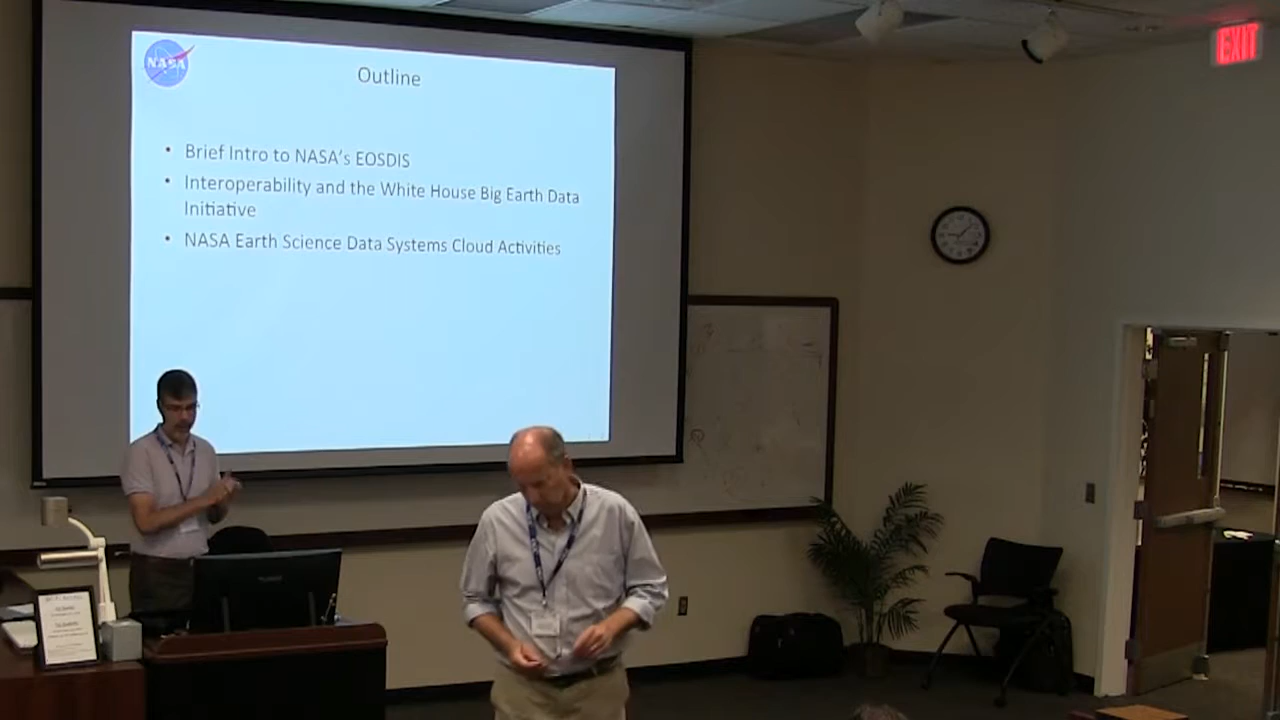 NASA
Outline
• Brief Intro to NASA's EOSDIS
• Interoperability and the White House Big Earth Data
Initiative
• NASA Earth Science Data Systems Cloud Activities
EXIT